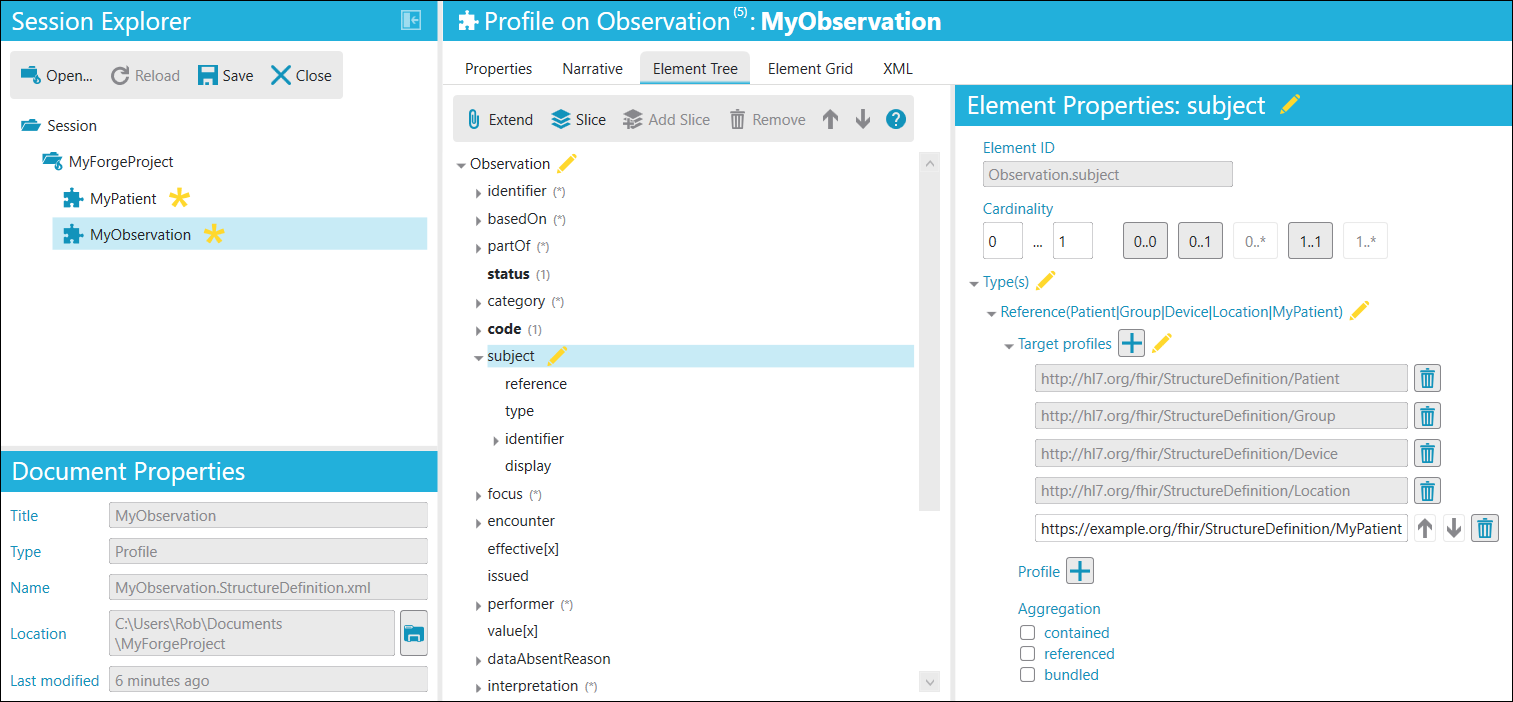 Session Explorer
Open... Reload Save Close
Session
MyForgeProject
MyPatient
MyObservation
Document Properties
Title MyObservation
Type Profile
Name MyObservation.StructureDefinition.xml
Location C:\Users\Rob\Documents
\MyForgeProject
Last modified 6 minutes ago
Profile on Observation (5): MyObservation
Properties Narrative Element Tree Element Grid XML
Extend Slice Add Slice Remove ?
Observation
identifier (*)
basedOn (*)
partOf (*)
status (1)
category (*)
code (1)
subject
reference
type
identifier
display
focus (*)
encounter
effective[x]
issued
performer (*)
value[x]
dataAbsentReason
interpretation (*)
Element Properties: subject
Element ID
Observation.subject
Cardinality
0 ... 1 0..0 0..1 0..* 1..1 1..*
Type(s)
Reference(Patient|Group|Device|Location|MyPatient)
Target profiles
http://hl7.org/fhir/StructureDefinition/Patient
http://hl7.org/fhir/StructureDefinition/Group
http://hl7.org/fhir/StructureDefinition/Device
http://hl7.org/fhir/StructureDefinition/Location
https://example.org/fhir/StructureDefinition/MyPatient
Profile
Aggregation
contained
referenced
bundled